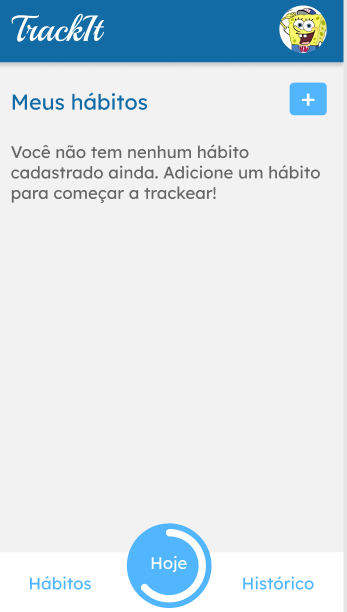 TrackIt
Meus hábitos
+
Você não tem nenhum hábito
cadastrado ainda. Adicione um hábito
para começar a trackear!
Hábitos
Hoje
Histórico